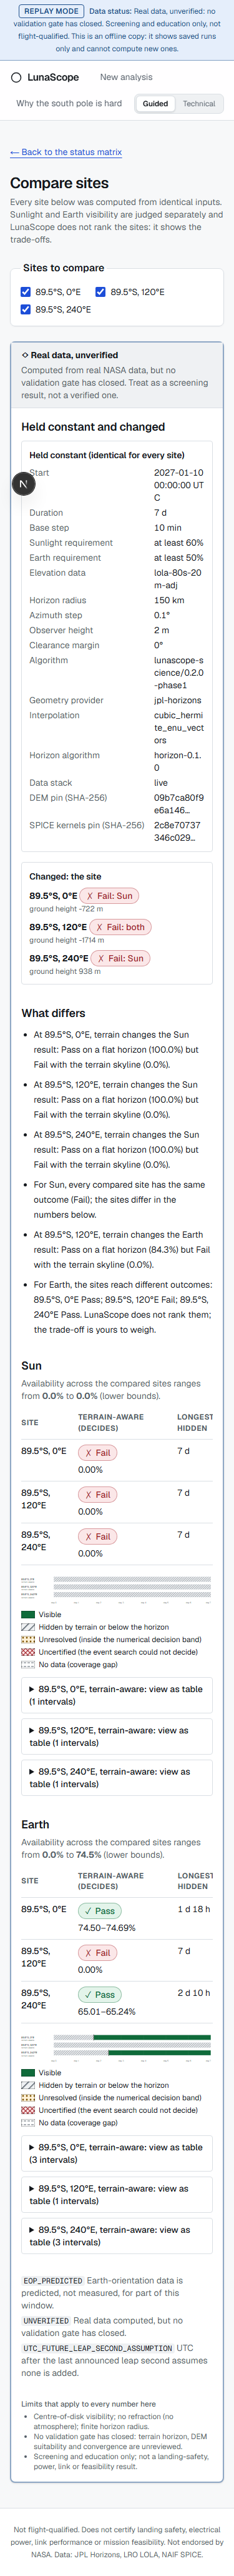 REPLAY MODE Data status: Real data, unverified: no
validation gate has closed. Screening and education only, not
flight-qualified. This is an offline copy: it shows saved runs
only and cannot compute new ones.
LunaScope New analysis
Why the south pole is hard Guided Technical
← Back to the status matrix
Compare sites
Every site below was computed from identical inputs.
Sunlight and Earth visibility are judged separately and
LunaScope does not rank the sites: it shows the
trade-offs.
Sites to compare
89.5°S, 0°E 89.5°S, 120°E
89.5°S, 240°E
◇ Real data, unverified
Computed from real NASA data, but no
validation gate has closed. Treat as a screening
result, not a verified one.
Held constant and changed
Held constant (identical for every site)
Start 2027-01-10
00:00:00 UT
C
N
Duration 7 d
Base step 10 min
Sunlight requirement at least 60%
Earth requirement at least 50%
Elevation data lola-80s-20
m-adj
Horizon radius 150 km
Azimuth step 0.1°
Observer height 2 m
Clearance margin 0°
Algorithm lunascope-s
cience/0.2.0
-phase1
Geometry provider jpl-horizons
Interpolation cubic_hermi
te_enu_vect
ors
Horizon algorithm horizon-0.1.
0
Data stack live
DEM pin (SHA-256) 09b7ca80f9
e6a146…
SPICE kernels pin (SHA-256) 2c8e70737
346c029…
Changed: the site
89.5°S, 0°E ✗ Fail: Sun
ground height -722 m
89.5°S, 120°E ✗ Fail: both
ground height -1714 m
89.5°S, 240°E ✗ Fail: Sun
ground height 938 m
What differs
• At 89.5°S, 0°E, terrain changes the Sun
result: Pass on a flat horizon (100.0%) but
Fail with the terrain skyline (0.0%).
• At 89.5°S, 120°E, terrain changes the Sun
result: Pass on a flat horizon (100.0%) but
Fail with the terrain skyline (0.0%).
• At 89.5°S, 240°E, terrain changes the Sun
result: Pass on a flat horizon (100.0%) but
Fail with the terrain skyline (0.0%).
• For Sun, every compared site has the same
outcome (Fail); the sites differ in the
numbers below.
• At 89.5°S, 120°E, terrain changes the Earth
result: Pass on a flat horizon (84.3%) but Fail
with the terrain skyline (0.0%).
• For Earth, the sites reach different outcomes:
89.5°S, 0°E Pass; 89.5°S, 120°E Fail; 89.5°S,
240°E Pass. LunaScope does not rank them;
the trade-off is yours to weigh.
Sun
Availability across the compared sites ranges
from 0.0% to 0.0% (lower bounds).
SITE TERRAIN-AWARE (DECIDES) LONGEST HIDDEN
89.5°S, 0°E ✗ Fail 7 d
0.00%
89.5°S, 120°E ✗ Fail 7 d
0.00%
89.5°S, 240°E ✗ Fail 7 d
0.00%
Visible
Hidden by terrain or below the horizon
Unresolved (inside the numerical decision band)
Uncertified (the event search could not decide)
No data (coverage gap)
▶ 89.5°S, 0°E, terrain-aware: view as table
(1 intervals)
▶ 89.5°S, 120°E, terrain-aware: view as
table (1 intervals)
▶ 89.5°S, 240°E, terrain-aware: view as
table (1 intervals)
Earth
Availability across the compared sites ranges
from 0.0% to 74.5% (lower bounds).
SITE TERRAIN-AWARE (DECIDES) LONGEST HIDDEN
89.5°S, 0°E ✓ Pass 1 d 18 h
74.50–74.69%
89.5°S, 120°E ✗ Fail 7 d
0.00%
89.5°S, 240°E ✓ Pass 2 d 10 h
65.01–65.24%
Visible
Hidden by terrain or below the horizon
Unresolved (inside the numerical decision band)
Uncertified (the event search could not decide)
No data (coverage gap)
▶ 89.5°S, 0°E, terrain-aware: view as table
(3 intervals)
▶ 89.5°S, 120°E, terrain-aware: view as
table (1 intervals)
▶ 89.5°S, 240°E, terrain-aware: view as
table (3 intervals)
EOP_PREDICTED Earth-orientation data is
predicted, not measured, for part of this
window.
UNVERIFIED Real data computed, but no
validation gate has closed.
UTC_FUTURE_LEAP_SECOND_ASSUMPTION UTC
after the last announced leap second assumes
none is added.
Limits that apply to every number here
• Centre-of-disk visibility; no refraction (no
atmosphere); finite horizon radius.
• No validation gate has closed: terrain horizon, DEM
suitability and convergence are unreviewed.
• Screening and education only; not a landing-safety,
power, link or feasibility result.
Not flight-qualified. Does not certify landing safety, electrical
power, link performance or mission feasibility. Not endorsed by
NASA. Data: JPL Horizons, LRO LOLA, NAIF SPICE.